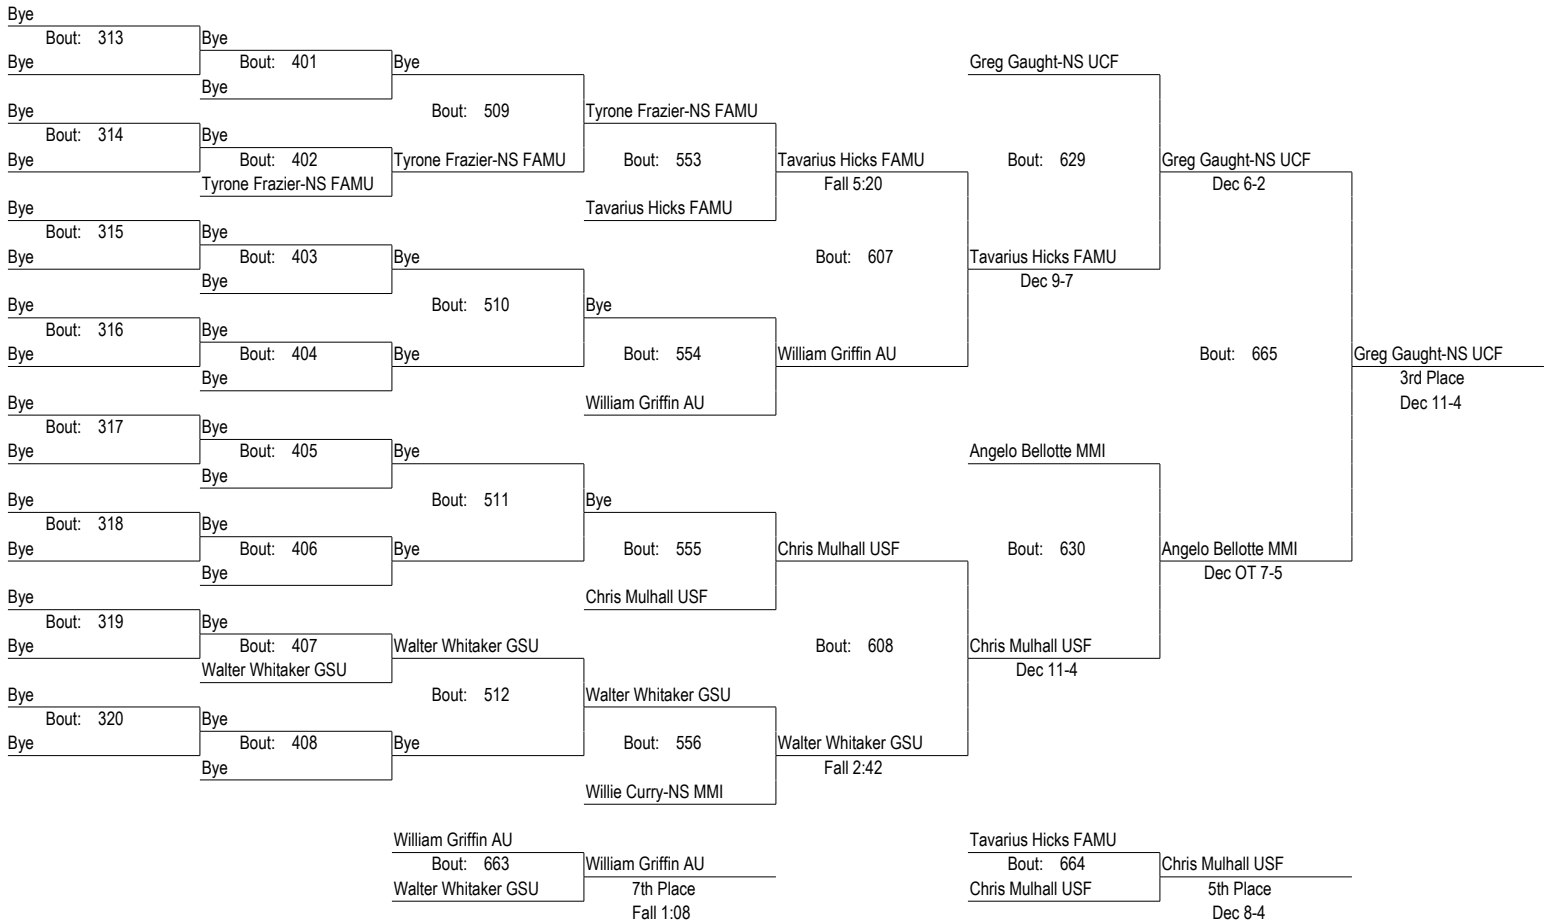 Bye
Bout: 313 Bye
Bye Bout: 401 Bye Greg Gaught-NS UCF
Bye
Bye Bout: 509 Tyrone Frazier-NS FAMU
Bout: 314 Bye
Bye Bout: 402 Tyrone Frazier-NS FAMU Bout: 553 Tavarius Hicks FAMU Bout: 629 Greg Gaught-NS UCF
Tyrone Frazier-NS FAMU Fall 5:20 Dec 6-2
Bye Tavarius Hicks FAMU
Bout: 315 Bye
Bye Bout: 403 Bye Bout: 607 Tavarius Hicks FAMU
Bye Dec 9-7
Bye Bout: 510 Bye
Bout: 316 Bye
Bye Bout: 404 Bye Bout: 554 William Griffin AU Bout: 665 Greg Gaught-NS UCF
Bye 3rd Place
Bye William Griffin AU Dec 11-4
Bout: 317 Bye
Bye Bout: 405 Bye Angelo Bellotte MMI
Bye
Bye Bout: 511 Bye
Bout: 318 Bye
Bye Bout: 406 Bye Bout: 555 Chris Mulhall USF Bout: 630 Angelo Bellotte MMI
Bye Dec OT 7-5
Bye Chris Mulhall USF
Bout: 319 Bye
Bye Bout: 407 Walter Whitaker GSU Bout: 608 Chris Mulhall USF
Walter Whitaker GSU Dec 11-4
Bye Bout: 512 Walter Whitaker GSU
Bout: 320 Bye
Bye Bout: 408 Bye Bout: 556 Walter Whitaker GSU
Bye Fall 2:42
Willie Curry-NS MMI
William Griffin AU Tavarius Hicks FAMU
Bout: 663 William Griffin AU Bout: 664 Chris Mulhall USF
Walter Whitaker GSU 7th Place Chris Mulhall USF 5th Place
Fall 1:08 Dec 8-4